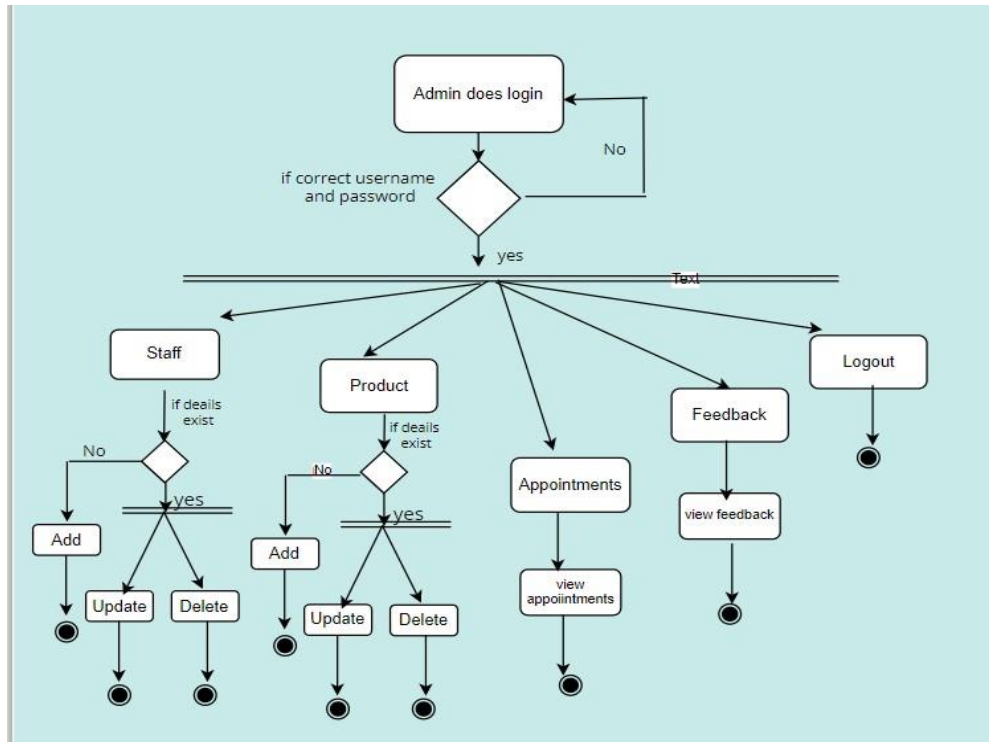 Admin does login
No
if correct username
and password
yes
Text
Staff
Product
Logout
Feedback
if deails
exist
if deails
exist
No
No
Appointments
yes
yes
view feedback
Add
Add
view
appoiintments
Update
Delete
Update
Delete